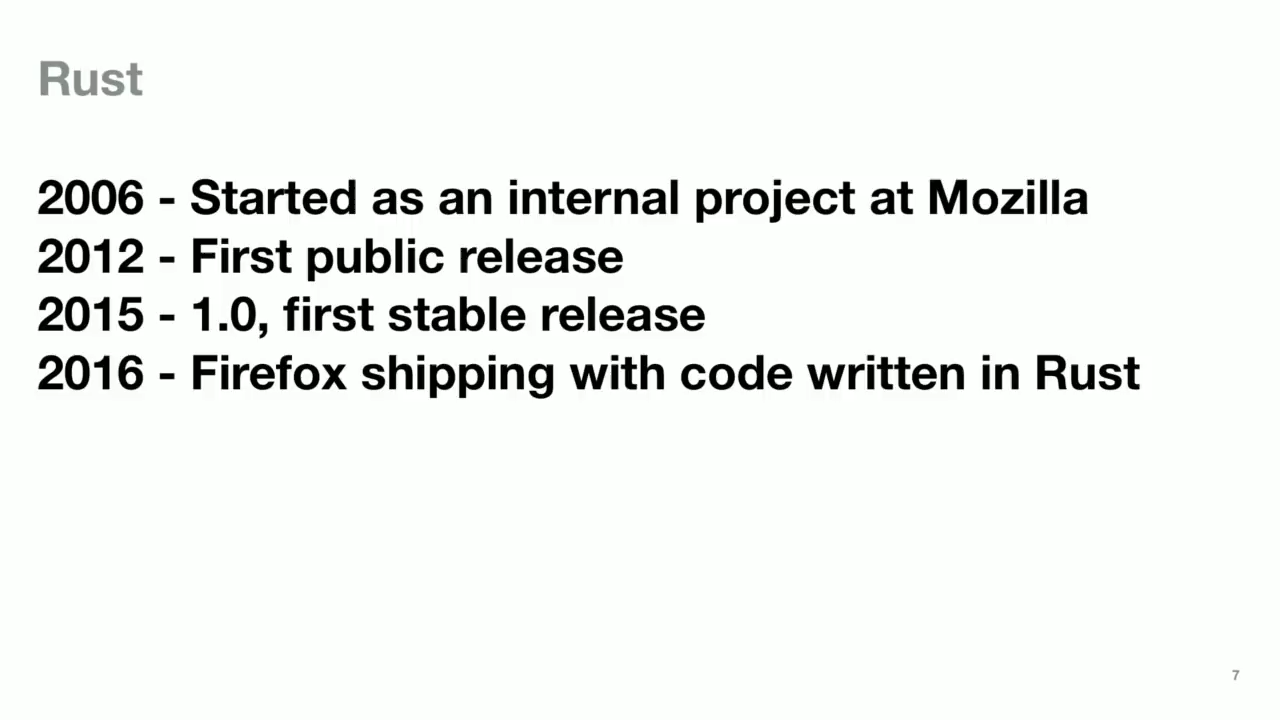 Rust
2006 - Started as an internal project at Mozilla
2012 - First public release
2015 - 1.0, first stable release
2016 - Firefox shipping with code written in Rust
7